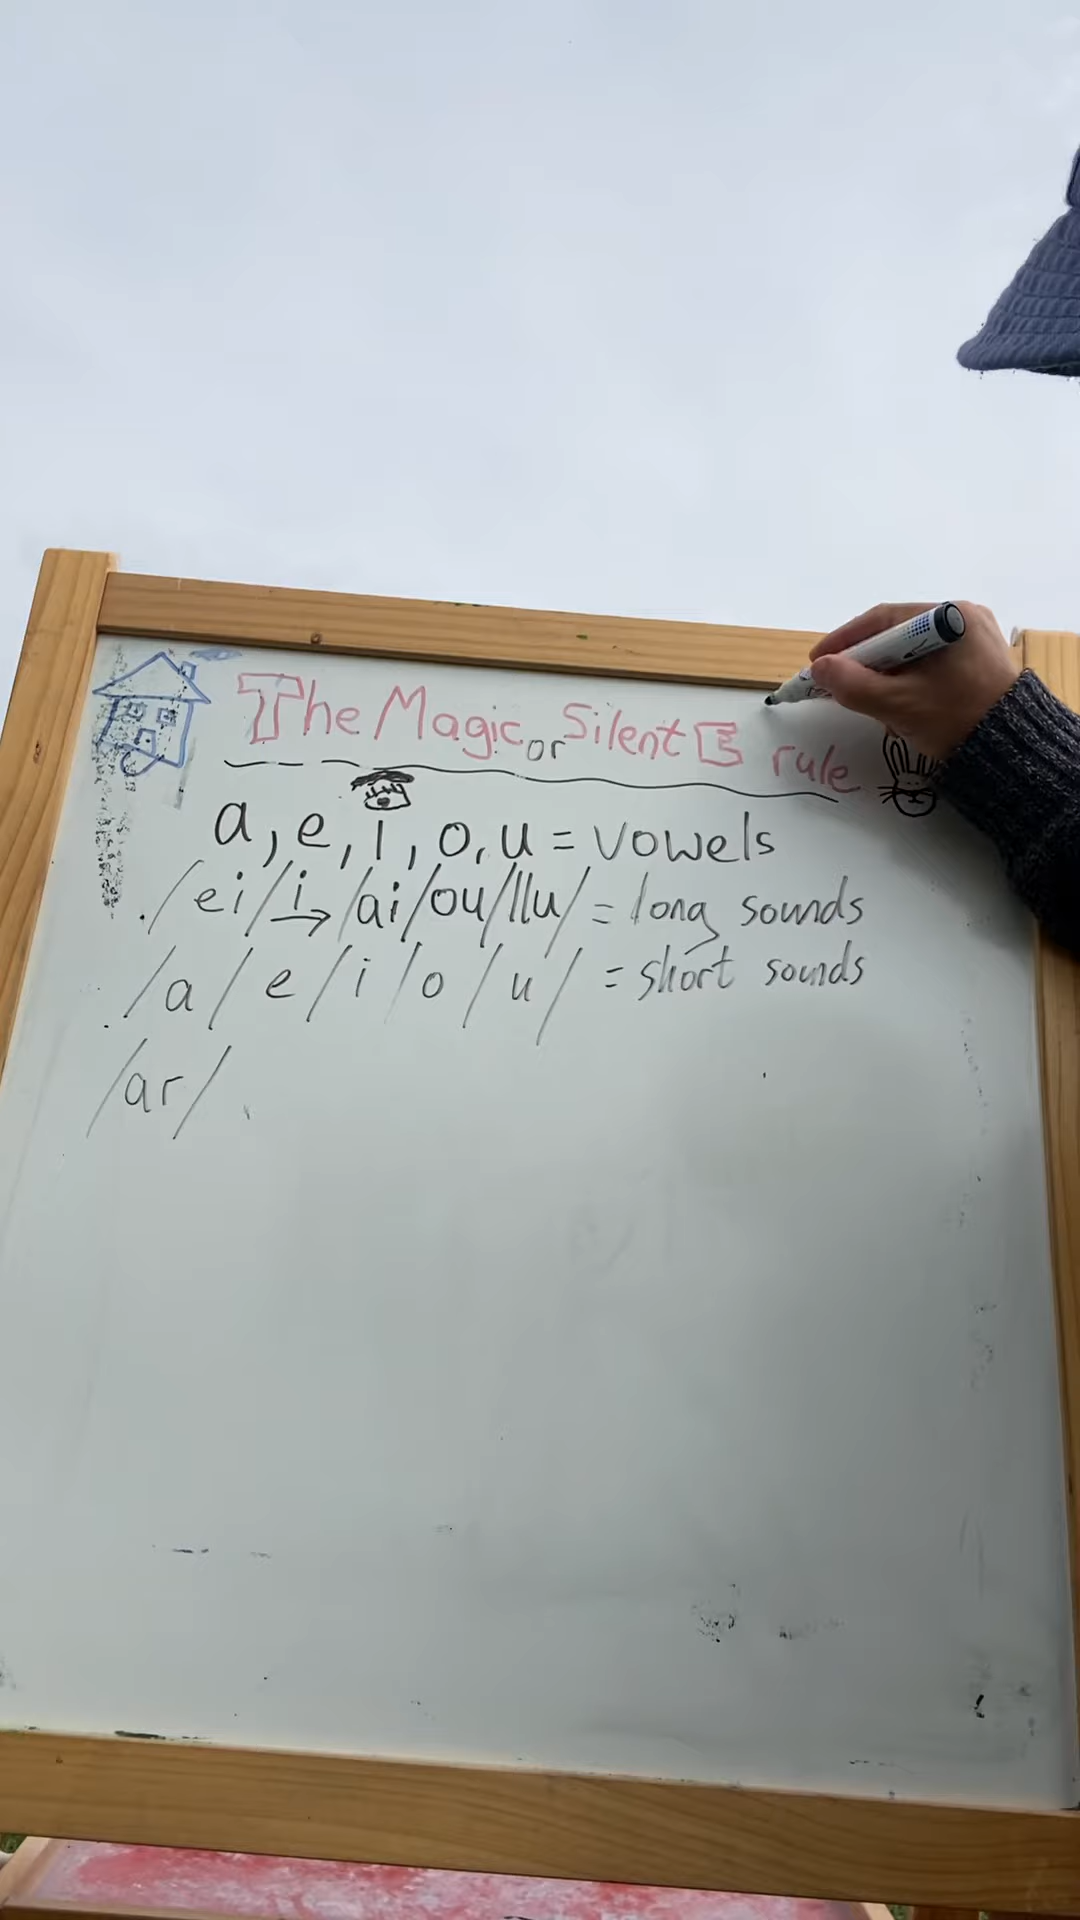 The Magic or Silent E rule
a, e, i, o, u = vowels
/ei/i→/ai/ou/llu/ = long sounds
/a/e/i/o/u/ = short sounds
/ar/